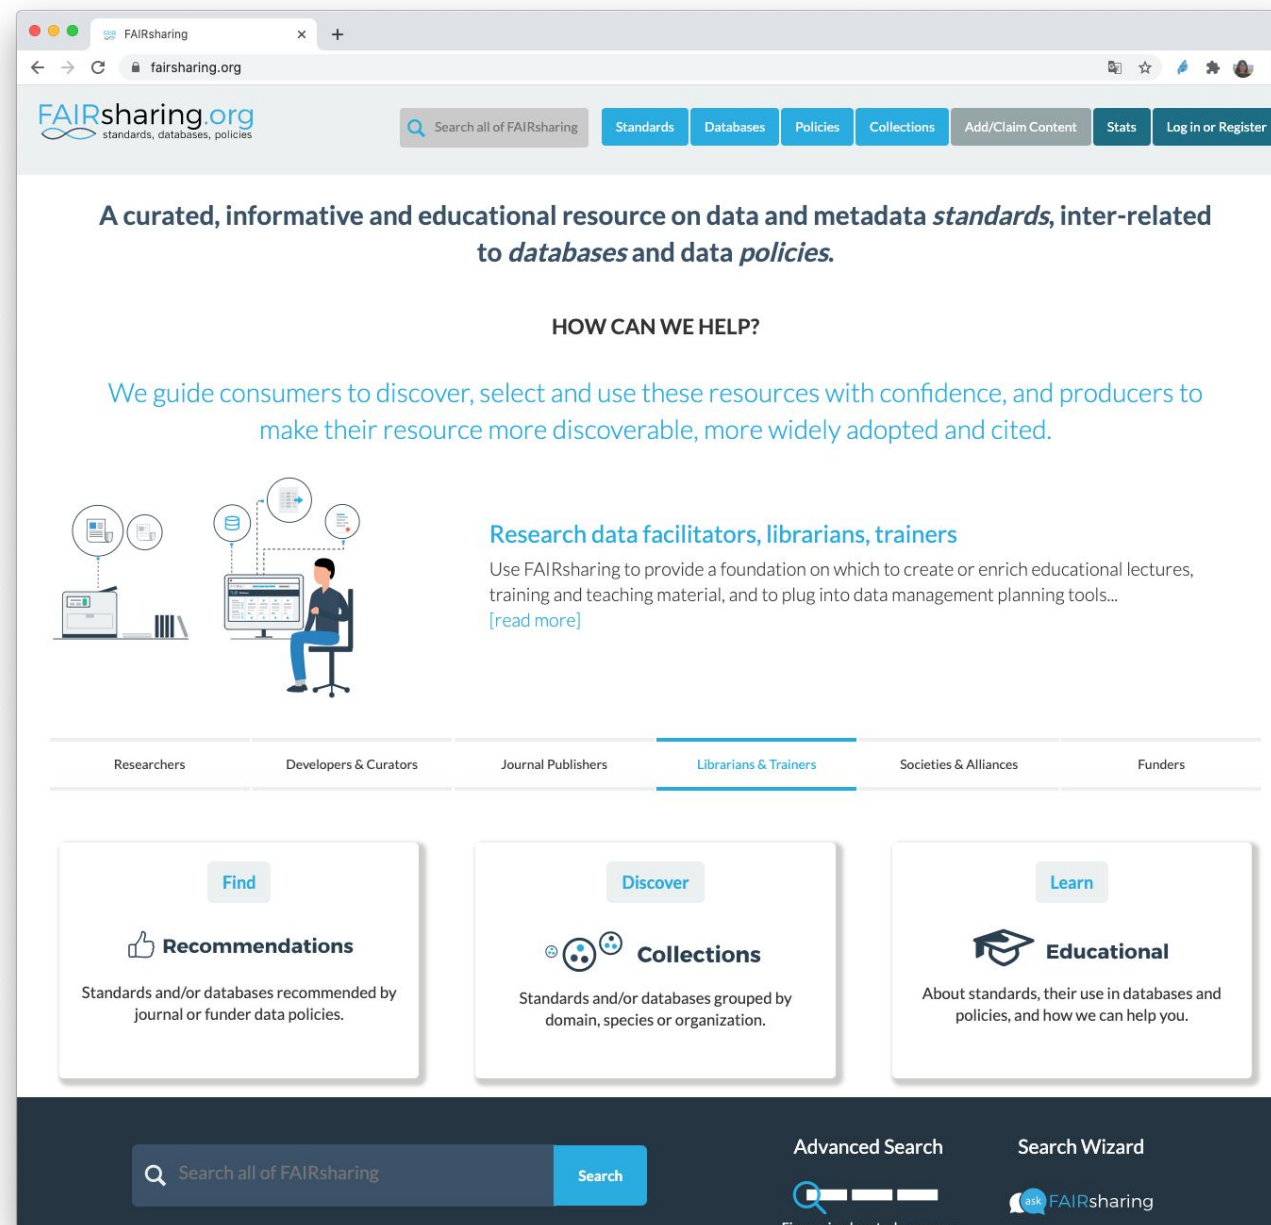 FAIRsharing
fairsharing.org
FAIRsharing.org
standards, databases, policies
Search all of FAIRsharing
Standards
Databases
Policies
Collections
Add/Claim Content
Stats
Log in or Register
A curated, informative and educational resource on data and metadata standards, inter-related
to databases and data policies.
HOW CAN WE HELP?
We guide consumers to discover, select and use these resources with confidence, and producers to
make their resource more discoverable, more widely adopted and cited.
Research data facilitators, librarians, trainers
Use FAIRsharing to provide a foundation on which to create or enrich educational lectures,
training and teaching material, and to plug into data management planning tools...
[read more]
Researchers
Developers & Curators
Journal Publishers
Librarians & Trainers
Societies & Alliances
Funders
Find
Recommendations
Standards and/or databases recommended by
journal or funder data policies.
Discover
Collections
Standards and/or databases grouped by
domain, species or organization.
Learn
Educational
About standards, their use in databases and
policies, and how we can help you.
Search all of FAIRsharing
Search
Advanced Search
Search Wizard
ask FAIRsharing